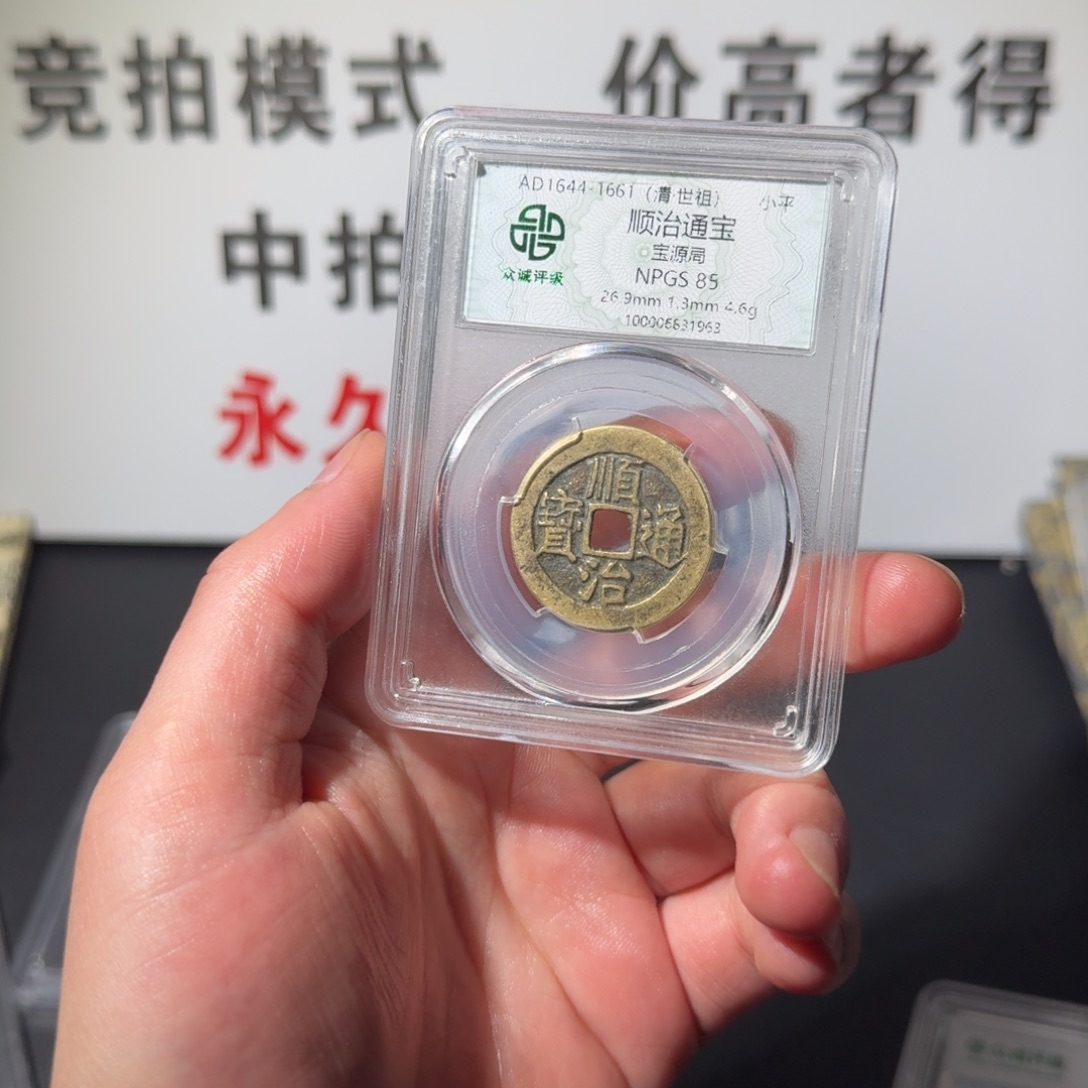 竞拍模式 价高者得
中拍
永久
AD1644-1661（清·世祖） 小平
顺治通宝
宝源局
NPGS 85
26.9mm 1.3mm 4.6g
100006831963
众诚评级
順治通寳